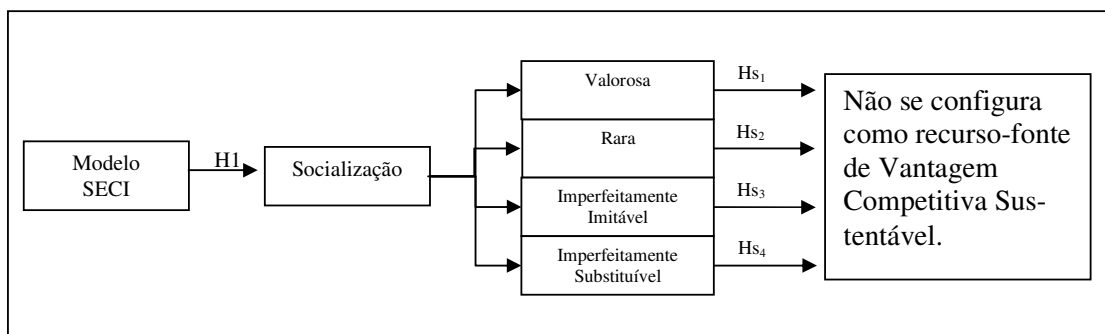 Modelo
SECI
H1
Socialização
Valorosa
Rara
Imperfeitamente
Imitável
Imperfeitamente
Substituível
Hs₁
Hs₂
Hs₃
Hs₄
Não se configura
como recurso-fonte
de Vantagem
Competitiva Sus-
tentável.